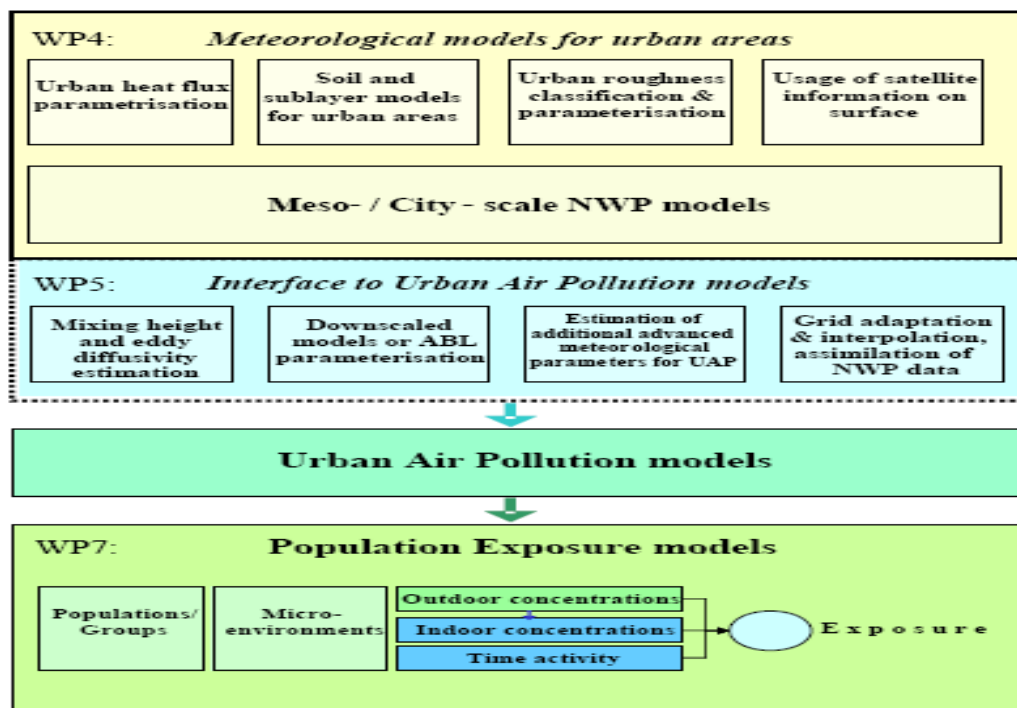 WP4: Meteorological models for urban areas
Urban heat flux
parametrisation
Soil and
sublayer models
for urban areas
Urban roughness
classification &
parameterisation
Usage of satellite
information on
surface
Meso- / City - scale NWP models
WP5: Interface to Urban Air Pollution models
Mixing height
and eddy
diffusivity
estimation
Downscaled
models or ABL
parameterisation
Estimation of
additional advanced
meteorological
parameters for UAP
Grid adaptation
& interpolation,
assimilation of
NWP data
Urban Air Pollution models
WP7: Population Exposure models
Populations/
Groups
Micro-
environments
Outdoor concentrations
Indoor concentrations
Time activity
Exposure